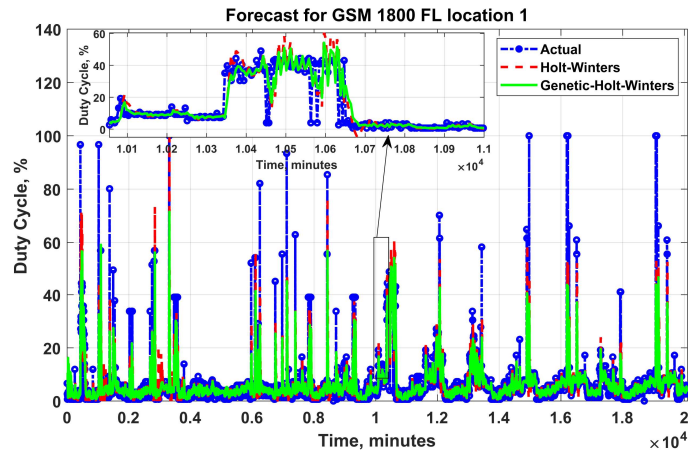 Forecast for GSM 1800 FL location 1
140
120
100
80
60
40
20
0
Duty Cycle, %
60
40
20
0
Duty Cycle, %
1.01 1.02 1.03 1.04 1.05 1.06 1.07 1.08 1.09 1.1
Time, minutes
×10⁴
Actual
Holt-Winters
Genetic-Holt-Winters
0 0.2 0.4 0.6 0.8 1 1.2 1.4 1.6 1.8 2
Time, minutes
×10⁴